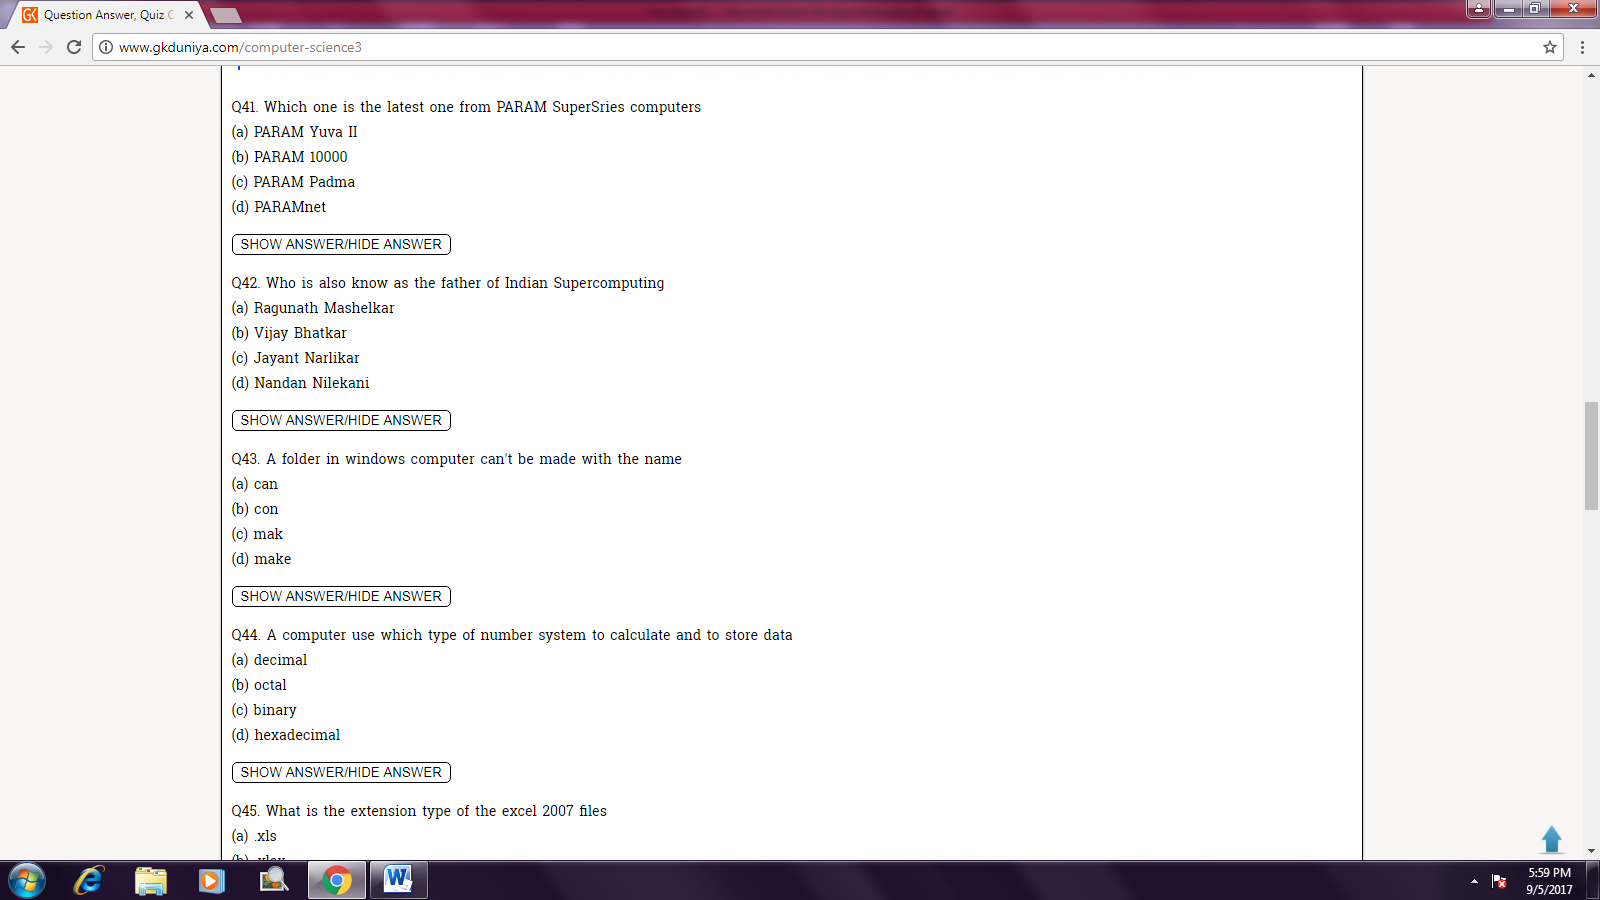 Question Answer, Quiz C
www.gkduniya.com/computer-science3
Q41. Which one is the latest one from PARAM SuperSries computers
(a) PARAM Yuva II
(b) PARAM 10000
(c) PARAM Padma
(d) PARAMnet
SHOW ANSWER/HIDE ANSWER
Q42. Who is also know as the father of Indian Supercomputing
(a) Ragunath Mashelkar
(b) Vijay Bhatkar
(c) Jayant Narlikar
(d) Nandan Nilekani
SHOW ANSWER/HIDE ANSWER
Q43. A folder in windows computer can't be made with the name
(a) can
(b) con
(c) mak
(d) make
SHOW ANSWER/HIDE ANSWER
Q44. A computer use which type of number system to calculate and to store data
(a) decimal
(b) octal
(c) binary
(d) hexadecimal
SHOW ANSWER/HIDE ANSWER
Q45. What is the extension type of the excel 2007 files
(a) .xls
(b) .xlsx
5:59 PM
9/5/2017